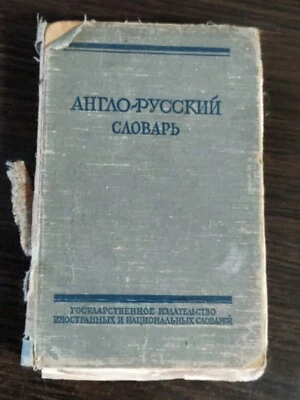 АНГЛО-РУССКИЙ
СЛОВАРЬ
ГОСУДАРСТВЕННОЕ ИЗДАТЕЛЬСТВО
ИНОСТРАННЫХ И НАЦИОНАЛЬНЫХ СЛОВАРЕЙ